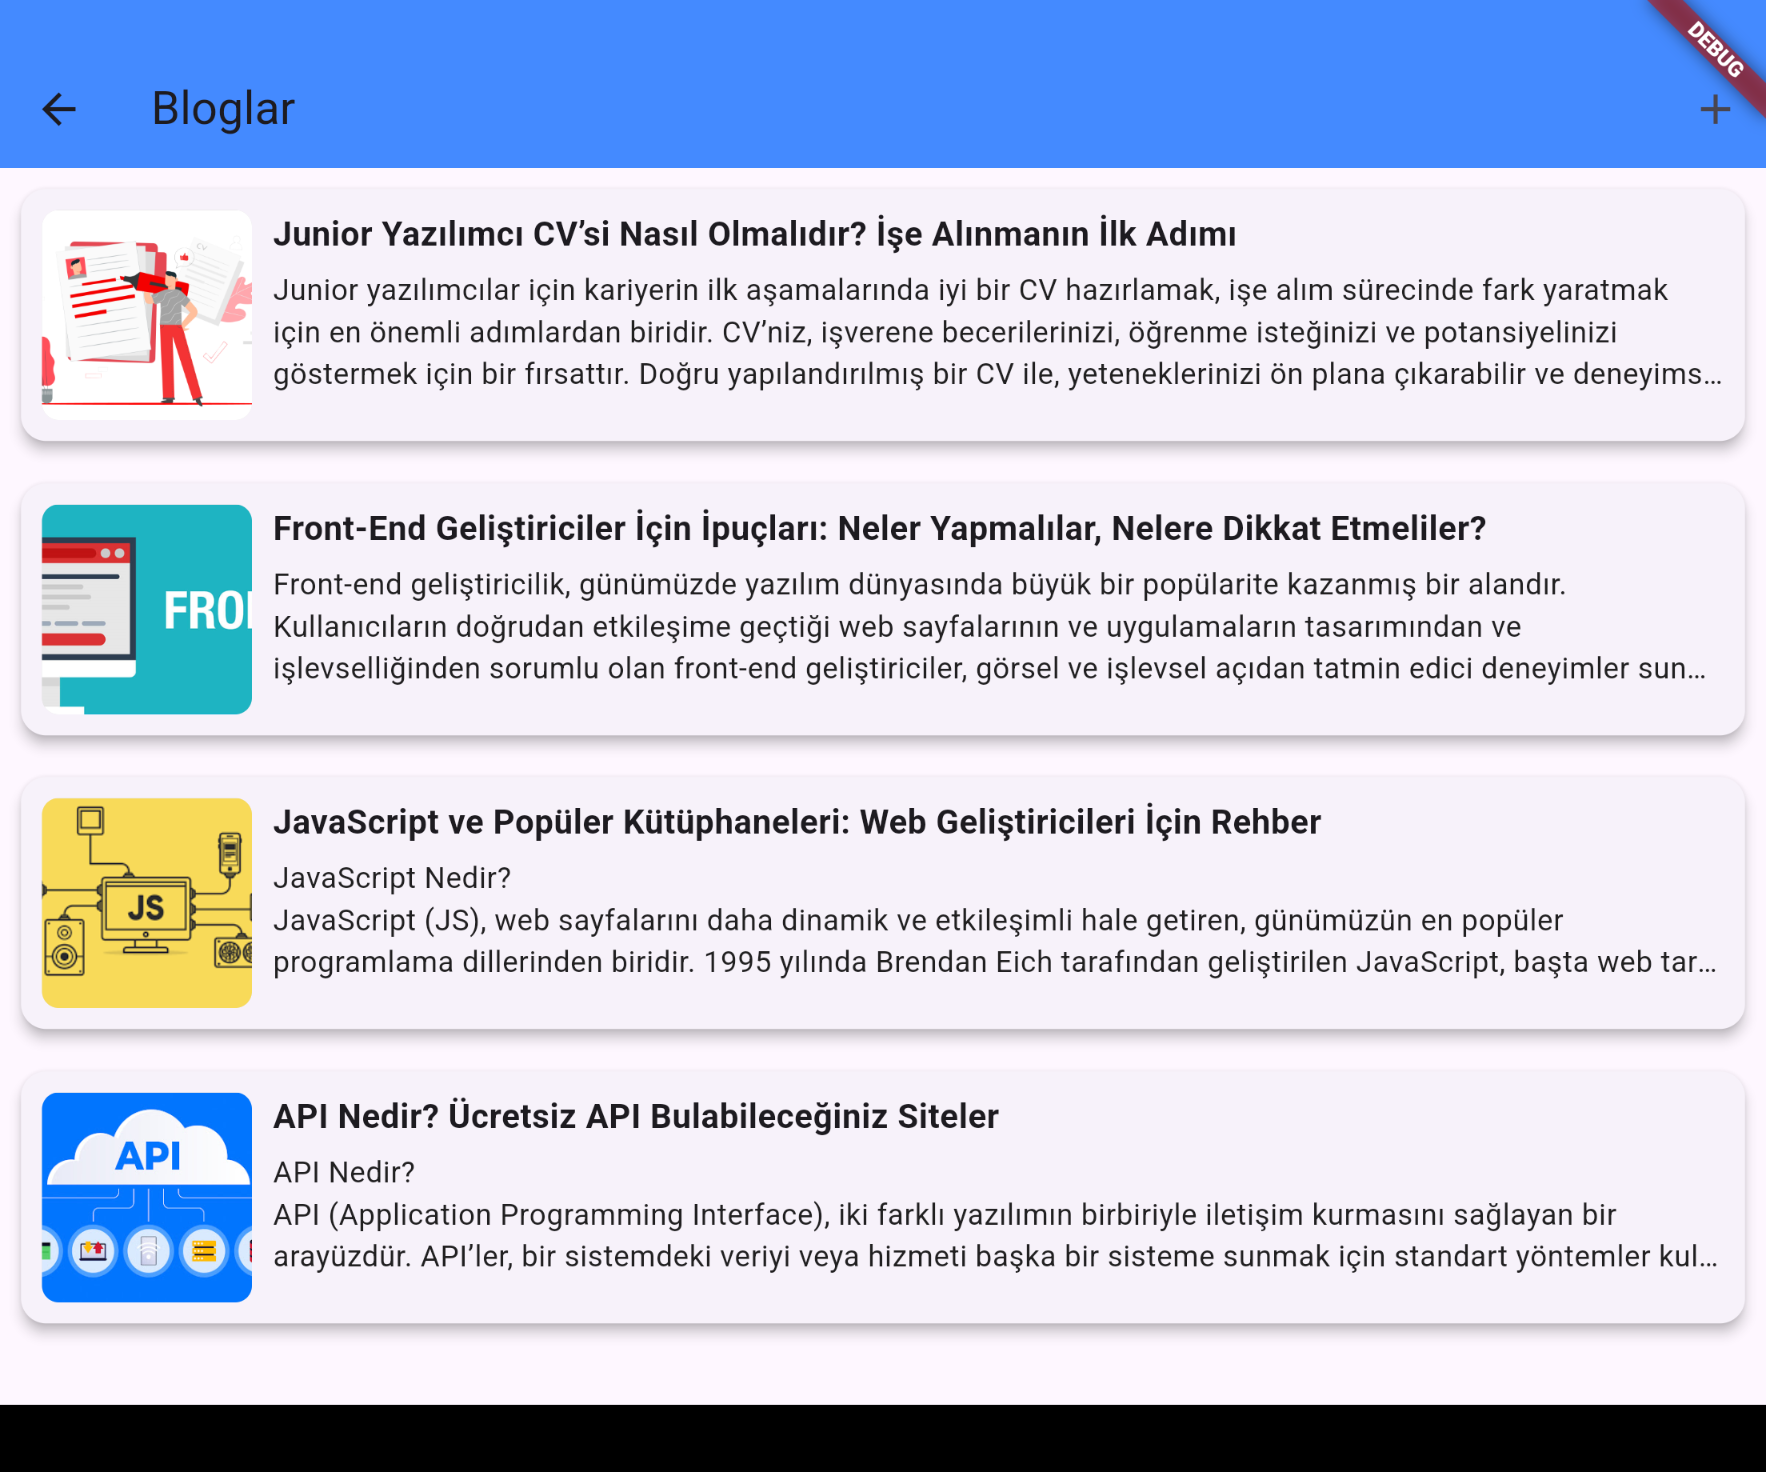 DEBUG
Bloglar
Junior Yazılımcı CV’si Nasıl Olmalıdır? İşe Alınmanın İlk Adımı
Junior yazılımcılar için kariyerin ilk aşamalarında iyi bir CV hazırlamak, işe alım sürecinde fark yaratmak
için en önemli adımlardan biridir. CV’niz, işverene becerilerinizi, öğrenme isteğinizi ve potansiyelinizi
göstermek için bir fırsattır. Doğru yapılandırılmış bir CV ile, yeteneklerinizi ön plana çıkarabilir ve deneyims…
CV
Front-End Geliştiriciler İçin İpuçları: Neler Yapmalılar, Nelere Dikkat Etmeliler?
Front-end geliştiricilik, günümüzde yazılım dünyasında büyük bir popülarite kazanmış bir alandır.
Kullanıcıların doğrudan etkileşime geçtiği web sayfalarının ve uygulamaların tasarımından ve
işlevselliğinden sorumlu olan front-end geliştiriciler, görsel ve işlevsel açıdan tatmin edici deneyimler sun…
FRO
JavaScript ve Popüler Kütüphaneleri: Web Geliştiricileri İçin Rehber
JavaScript Nedir?
JavaScript (JS), web sayfalarını daha dinamik ve etkileşimli hale getiren, günümüzün en popüler
programlama dillerinden biridir. 1995 yılında Brendan Eich tarafından geliştirilen JavaScript, başta web tar…
JS
API Nedir? Ücretsiz API Bulabileceğiniz Siteler
API Nedir?
API (Application Programming Interface), iki farklı yazılımın birbiriyle iletişim kurmasını sağlayan bir
arayüzdür. API’ler, bir sistemdeki veriyi veya hizmeti başka bir sisteme sunmak için standart yöntemler kul…
API